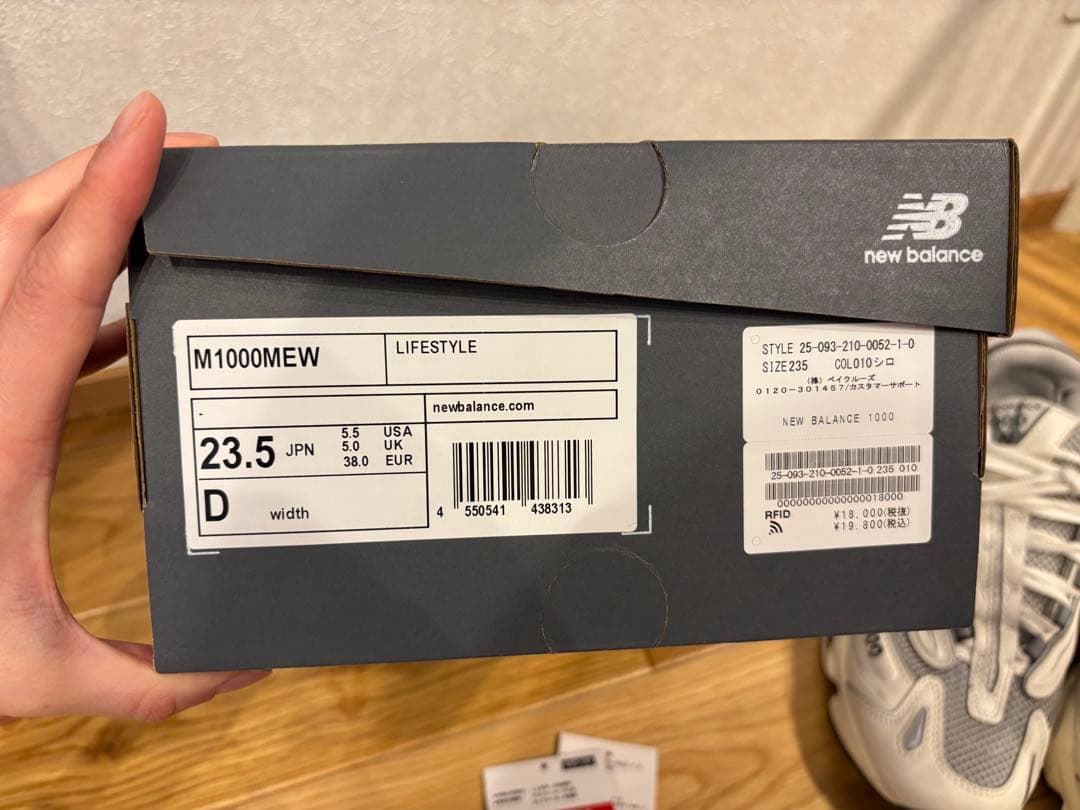 NB
new balance
M1000MEW
LIFESTYLE
-
newbalance.com
23.5 JPN
5.5 USA
5.0 UK
38.0 EUR
D width
4 550541 438313
STYLE 25-093-210-0052-1-0
SIZE235 COL010シロ
(株) ベイクルーズ
0120-301457/カスタマーサポート
NEW BALANCE 1000
25-093-210-0052-1-0 235 010
00000000000000018000
RFID
¥18.000(税抜)
¥19.800(税込)